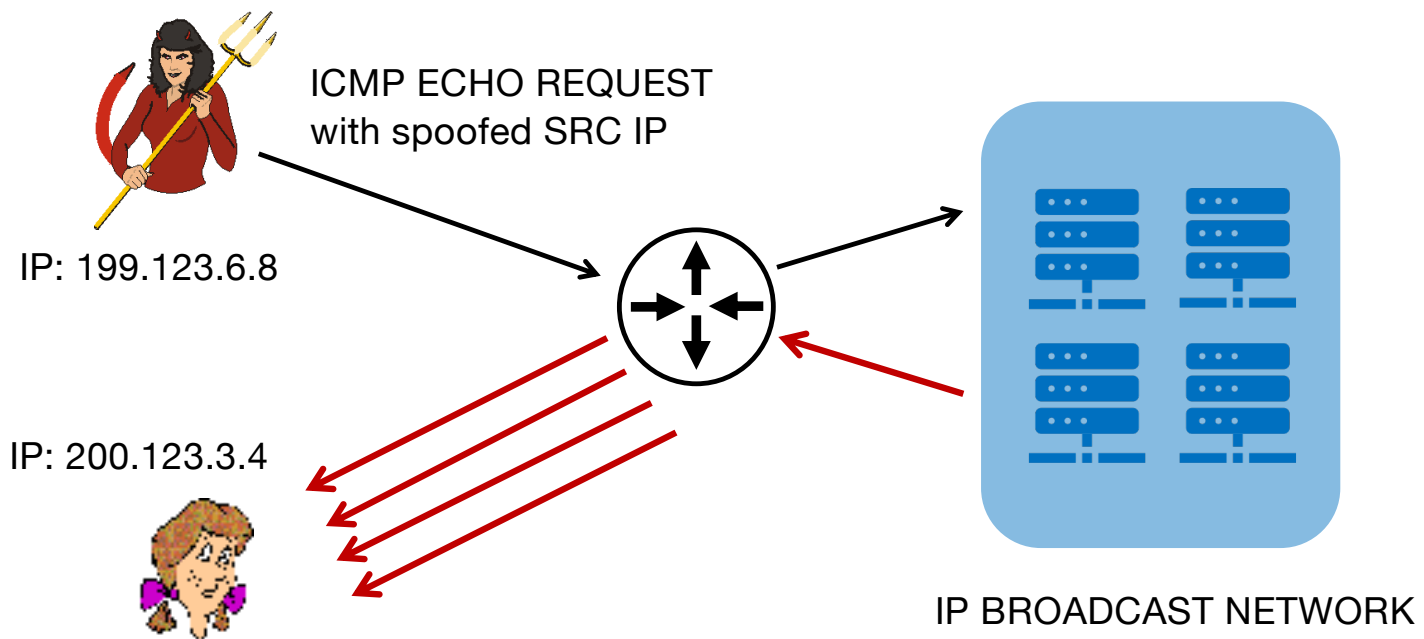 ICMP ECHO REQUEST
with spoofed SRC IP
IP: 199.123.6.8
IP: 200.123.3.4
IP BROADCAST NETWORK